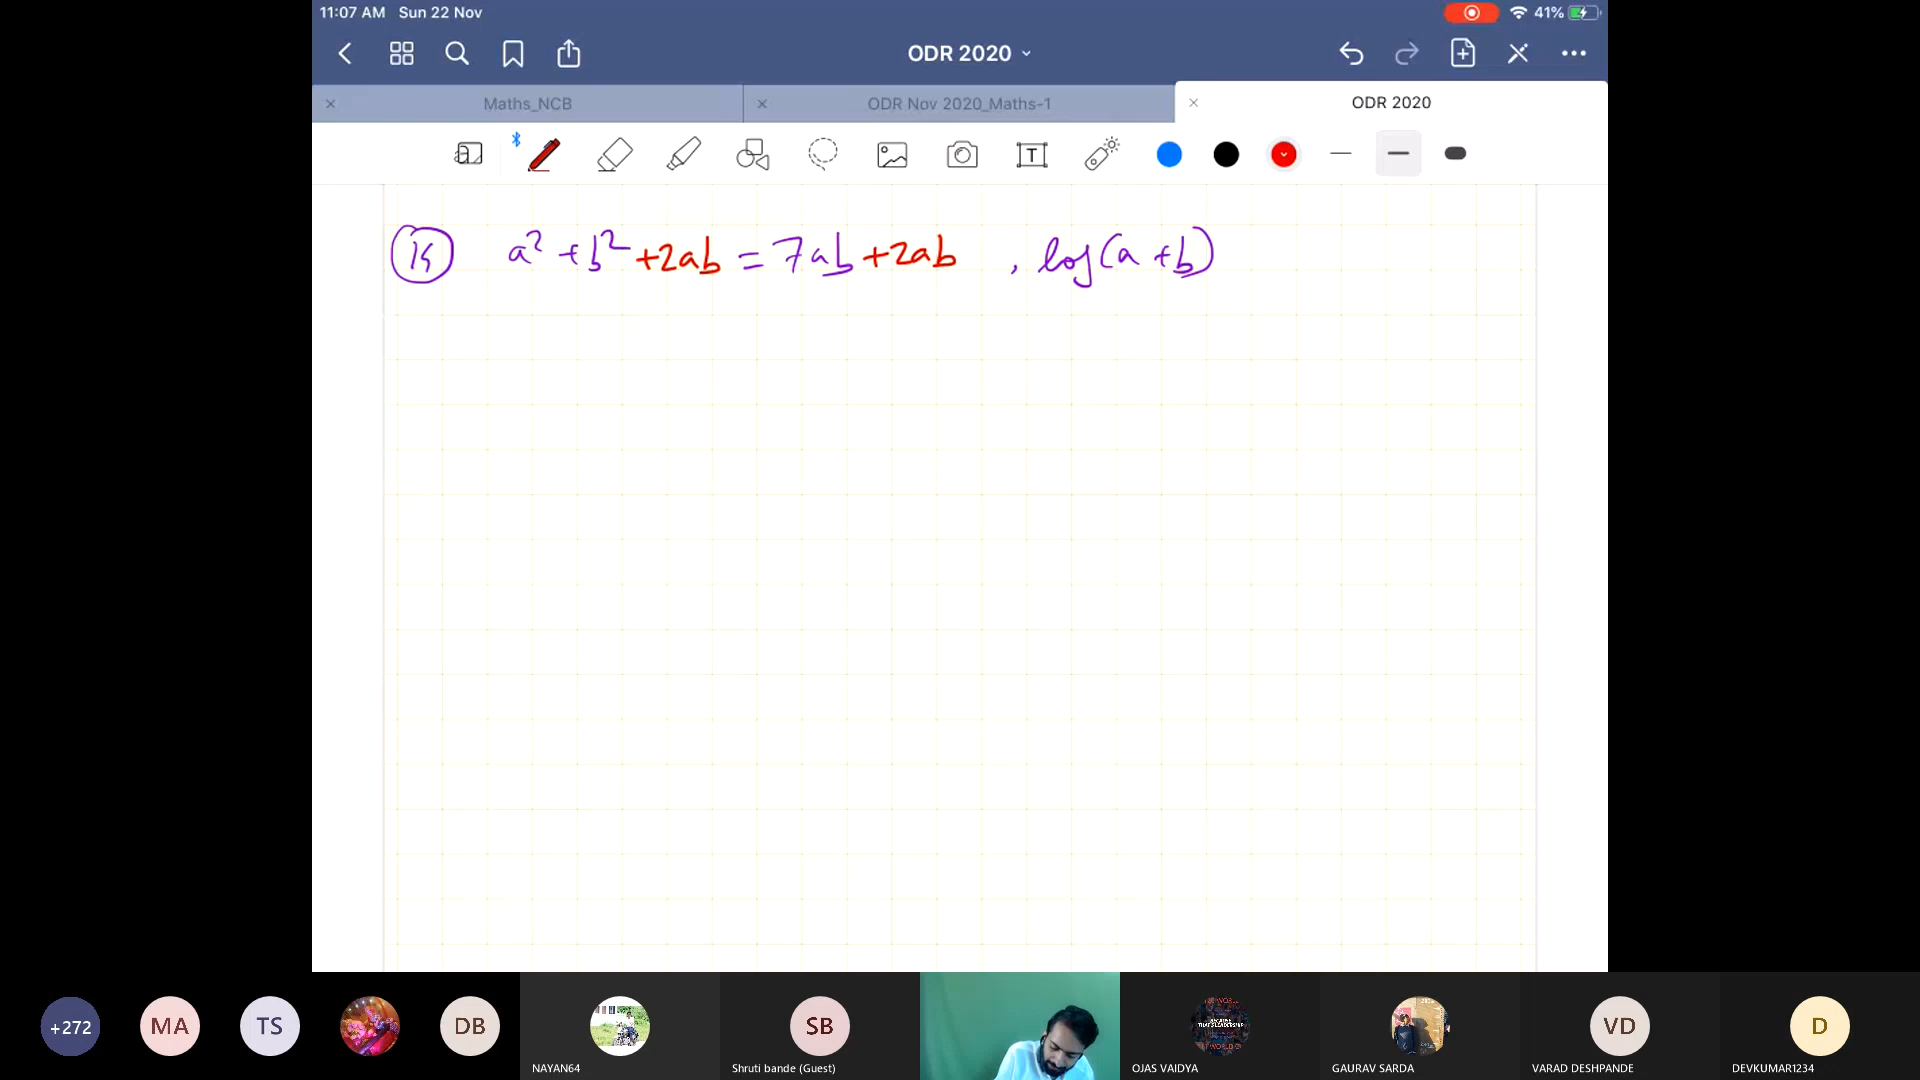 11:07 AM Sun 22 Nov
41%
ODR 2020
Maths_NCB
ODR Nov 2020_Maths-1
ODR 2020
a² + b² +2ab = 7ab +2ab , log(a + b)
+272
MA
TS
DB
NAYAN64
SB
Shruti bande (Guest)
OJAS VAIDYA
GAURAV SARDA
VD
VARAD DESHPANDE
D
DEVKUMAR1234